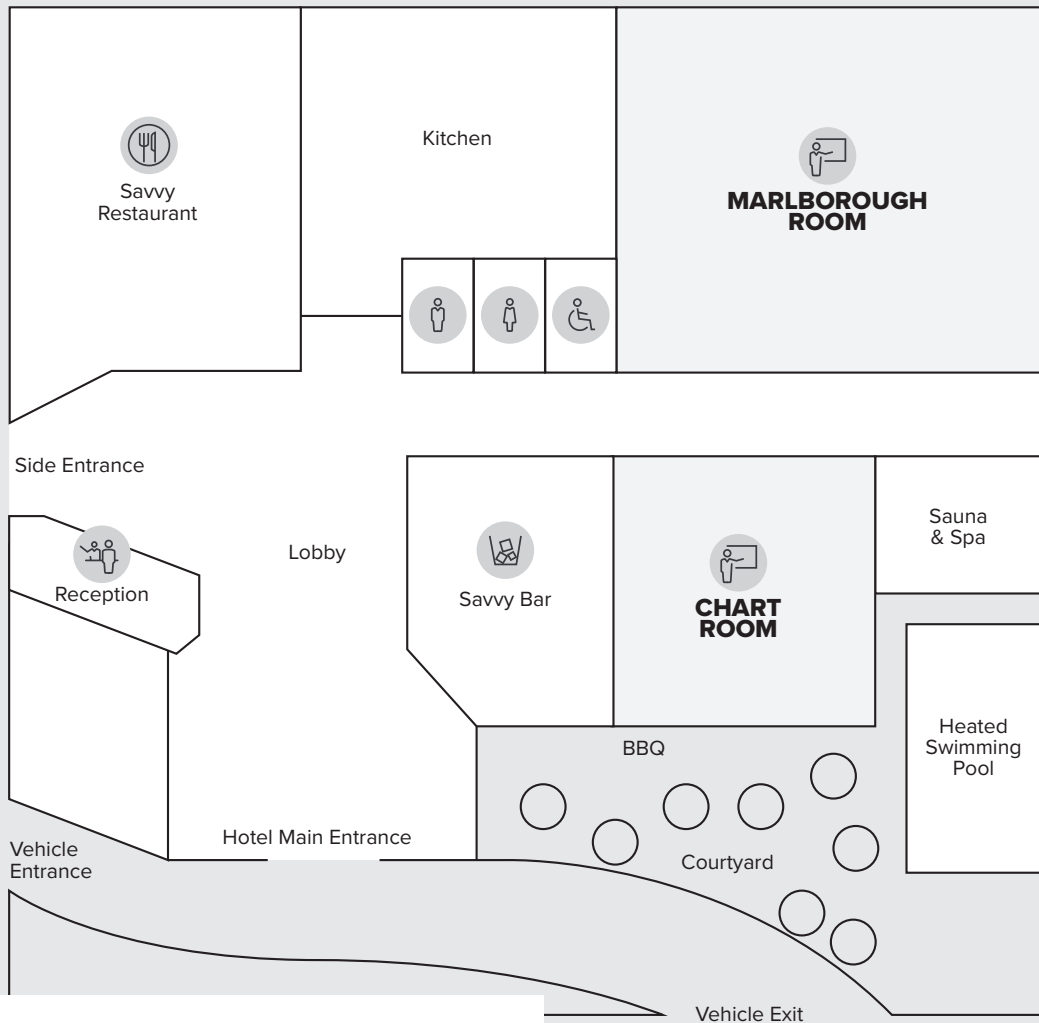 Kitchen
Savvy
Restaurant
MARLBOROUGH
ROOM
Side Entrance
Lobby
Reception
Savvy Bar
CHART
ROOM
Sauna
& Spa
Heated
Swimming
Pool
BBQ
Hotel Main Entrance
Courtyard
Vehicle
Entrance
Vehicle Exit